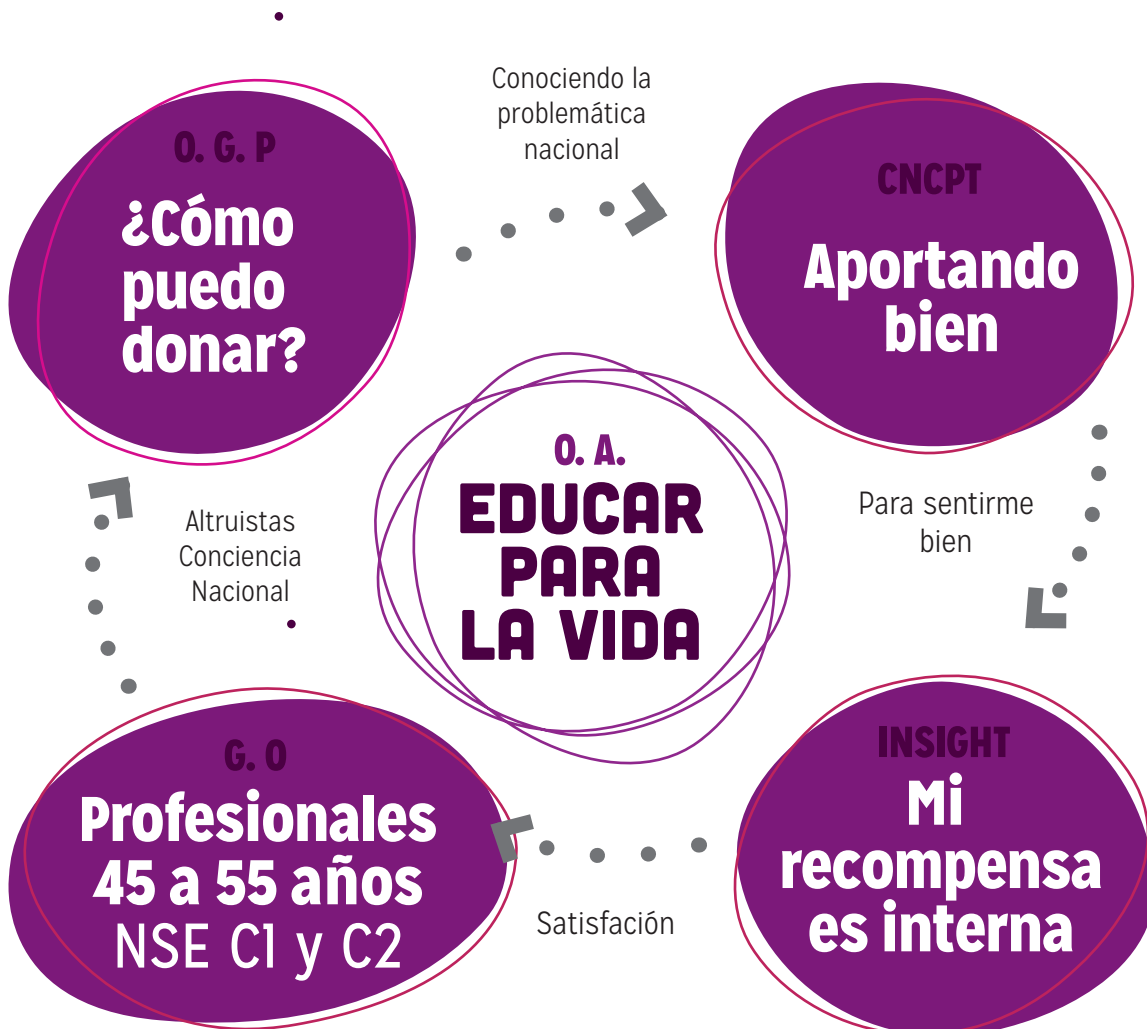 O. G. P
¿Cómo
puedo
donar?
Conociendo la
problemática
nacional
CNCPT
Aportando
bien
O. A.
EDUCAR
PARA
LA VIDA
Para sentirme
bien
Altruistas
Conciencia
Nacional
G. O
Profesionales
45 a 55 años
NSE C1 y C2
Satisfación
INSIGHT
Mi
recompensa
es interna